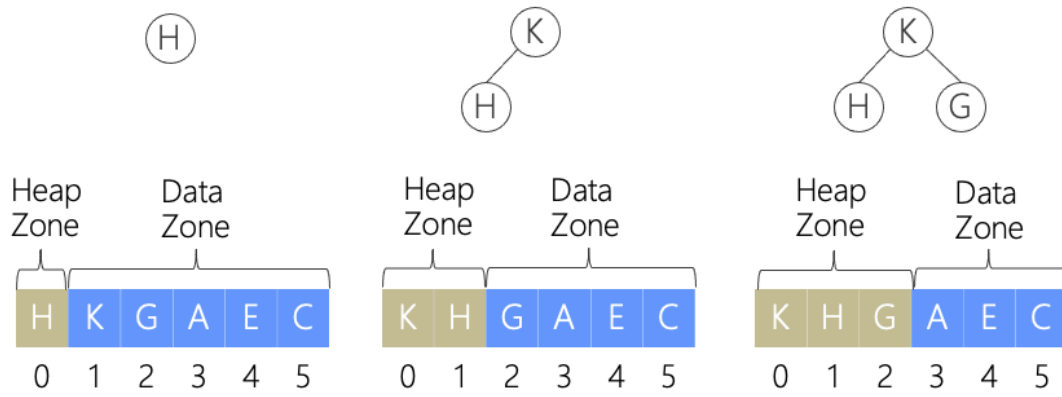 H
K
H
K
H G
Heap Zone
Data Zone
Heap Zone
Data Zone
Heap Zone
Data Zone
H K G A E C
0 1 2 3 4 5
K H G A E C
0 1 2 3 4 5
K H G A E C
0 1 2 3 4 5